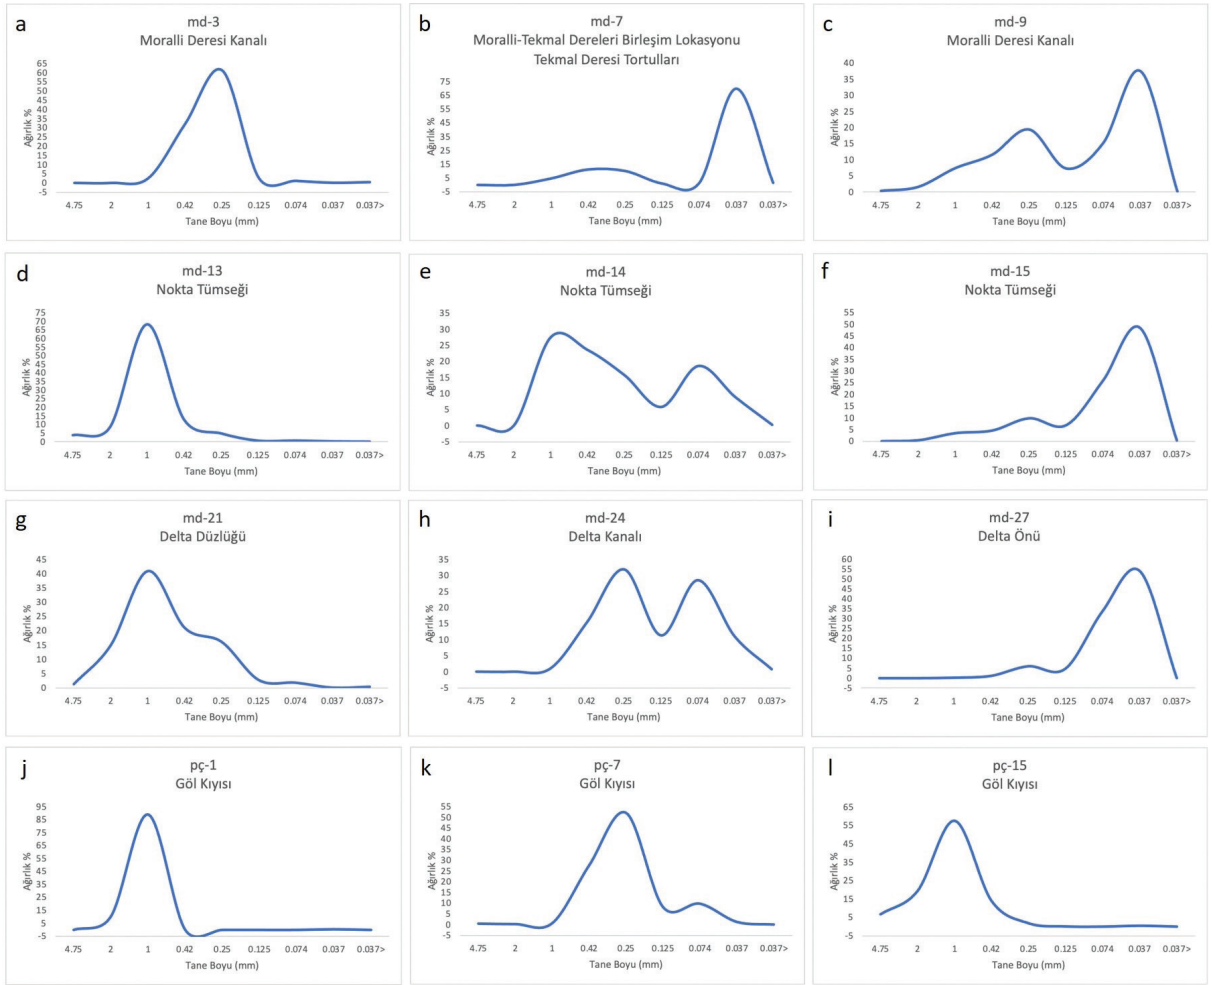 a
md-3
Moralli Deresi Kanalı
65
60
55
50
45
40
35
30
25
20
15
10
5
0
-5
Ağırlık %
4.75 2 1 0.42 0.25 0.125 0.074 0.037 0.037>
Tane Boyu (mm)
b
md-7
Moralli-Tekmal Dereleri Birleşim Lokasyonu
Tekmal Deresi Tortulları
75
65
55
45
35
25
15
5
-5
Ağırlık %
4.75 2 1 0.42 0.25 0.125 0.074 0.037 0.037>
Tane Boyu (mm)
c
md-9
Moralli Deresi Kanalı
40
35
30
25
20
15
10
5
0
Ağırlık %
4.75 2 1 0.42 0.25 0.125 0.074 0.037 0.037>
Tane Boyu (mm)
d
md-13
Nokta Tümseği
75
70
65
60
55
50
45
40
35
30
25
20
15
10
5
0
Ağırlık %
4.75 2 1 0.42 0.25 0.125 0.074 0.037 0.037>
Tane Boyu (mm)
e
md-14
Nokta Tümseği
35
30
25
20
15
10
5
0
-5
Ağırlık %
4.75 2 1 0.42 0.25 0.125 0.074 0.037 0.037>
Tane Boyu (mm)
f
md-15
Nokta Tümseği
55
50
45
40
35
30
25
20
15
10
5
0
Ağırlık %
4.75 2 1 0.42 0.25 0.125 0.074 0.037 0.037>
Tane Boyu (mm)
g
md-21
Delta Düzlüğü
45
40
35
30
25
20
15
10
5
0
Ağırlık %
4.75 2 1 0.42 0.25 0.125 0.074 0.037 0.037>
Tane Boyu (mm)
h
md-24
Delta Kanalı
35
30
25
20
15
10
5
0
-5
Ağırlık %
4.75 2 1 0.42 0.25 0.125 0.074 0.037 0.037>
Tane Boyu (mm)
i
md-27
Delta Önü
60
55
50
45
40
35
30
25
20
15
10
5
0
-5
Ağırlık %
4.75 2 1 0.42 0.25 0.125 0.074 0.037 0.037>
Tane Boyu (mm)
j
pç-1
Göl Kıyısı
95
85
75
65
55
45
35
25
15
5
-5
Ağırlık %
4.75 2 1 0.42 0.25 0.125 0.074 0.037 0.037>
Tane Boyu (mm)
k
pç-7
Göl Kıyısı
55
50
45
40
35
30
25
20
15
10
5
0
-5
Ağırlık %
4.75 2 1 0.42 0.25 0.125 0.074 0.037 0.037>
Tane Boyu (mm)
l
pç-15
Göl Kıyısı
65
55
45
35
25
15
5
-5
Ağırlık %
4.75 2 1 0.42 0.25 0.125 0.074 0.037 0.037>
Tane Boyu (mm)